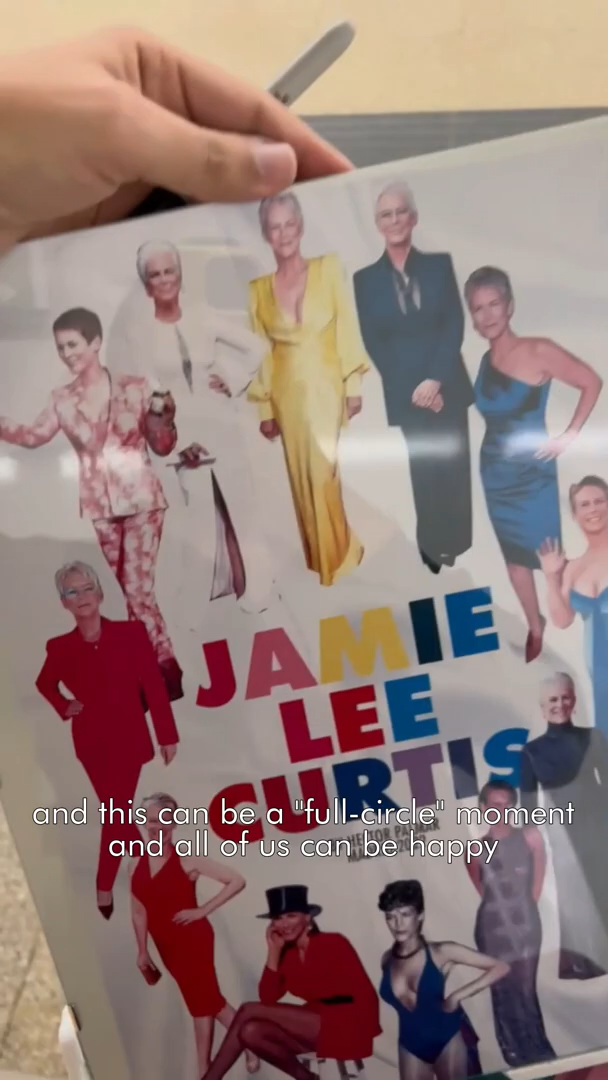 JAMIE
LEE
CURTIS
and this can be a "full-circle" moment
and all of us can be happy